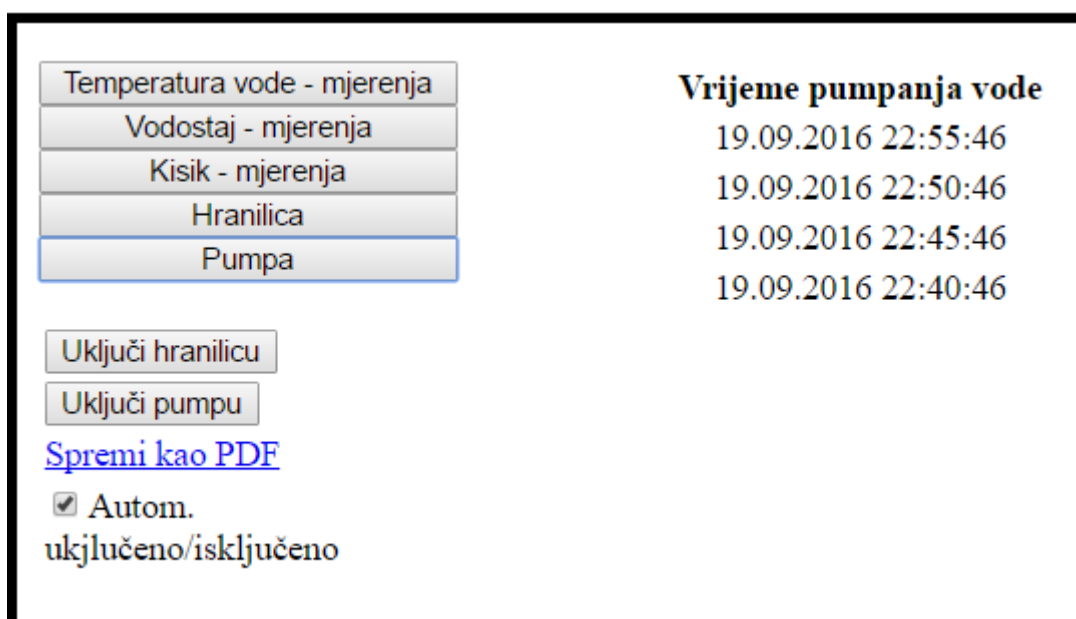 Temperatura vode - mjerenja
Vodostaj - mjerenja
Kisik - mjerenja
Hranilica
Pumpa
Uključi hranilicu
Uključi pumpu
Spremi kao PDF
Autom.
ukjlučeno/isključeno
Vrijeme pumpanja vode
19.09.2016 22:55:46
19.09.2016 22:50:46
19.09.2016 22:45:46
19.09.2016 22:40:46